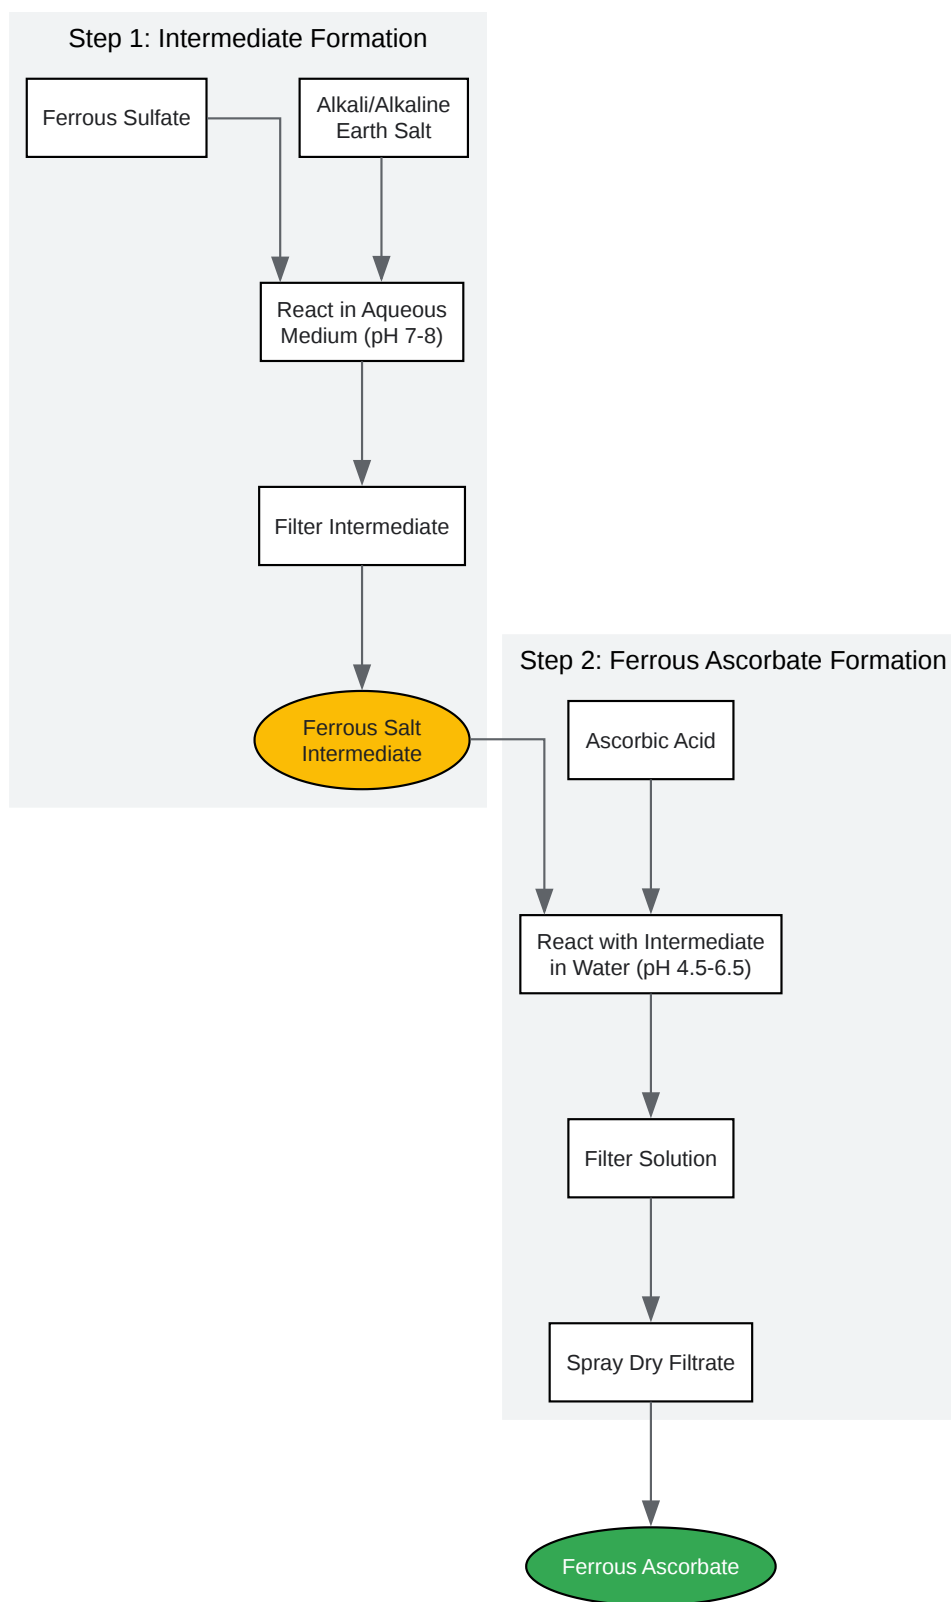 Step 1: Intermediate Formation
Ferrous Sulfate
Alkali/Alkaline
Earth Salt
React in Aqueous
Medium (pH 7-8)
Filter Intermediate
Ferrous Salt
Intermediate
Step 2: Ferrous Ascorbate Formation
Ascorbic Acid
React with Intermediate
in Water (pH 4.5-6.5)
Filter Solution
Spray Dry Filtrate
Ferrous Ascorbate